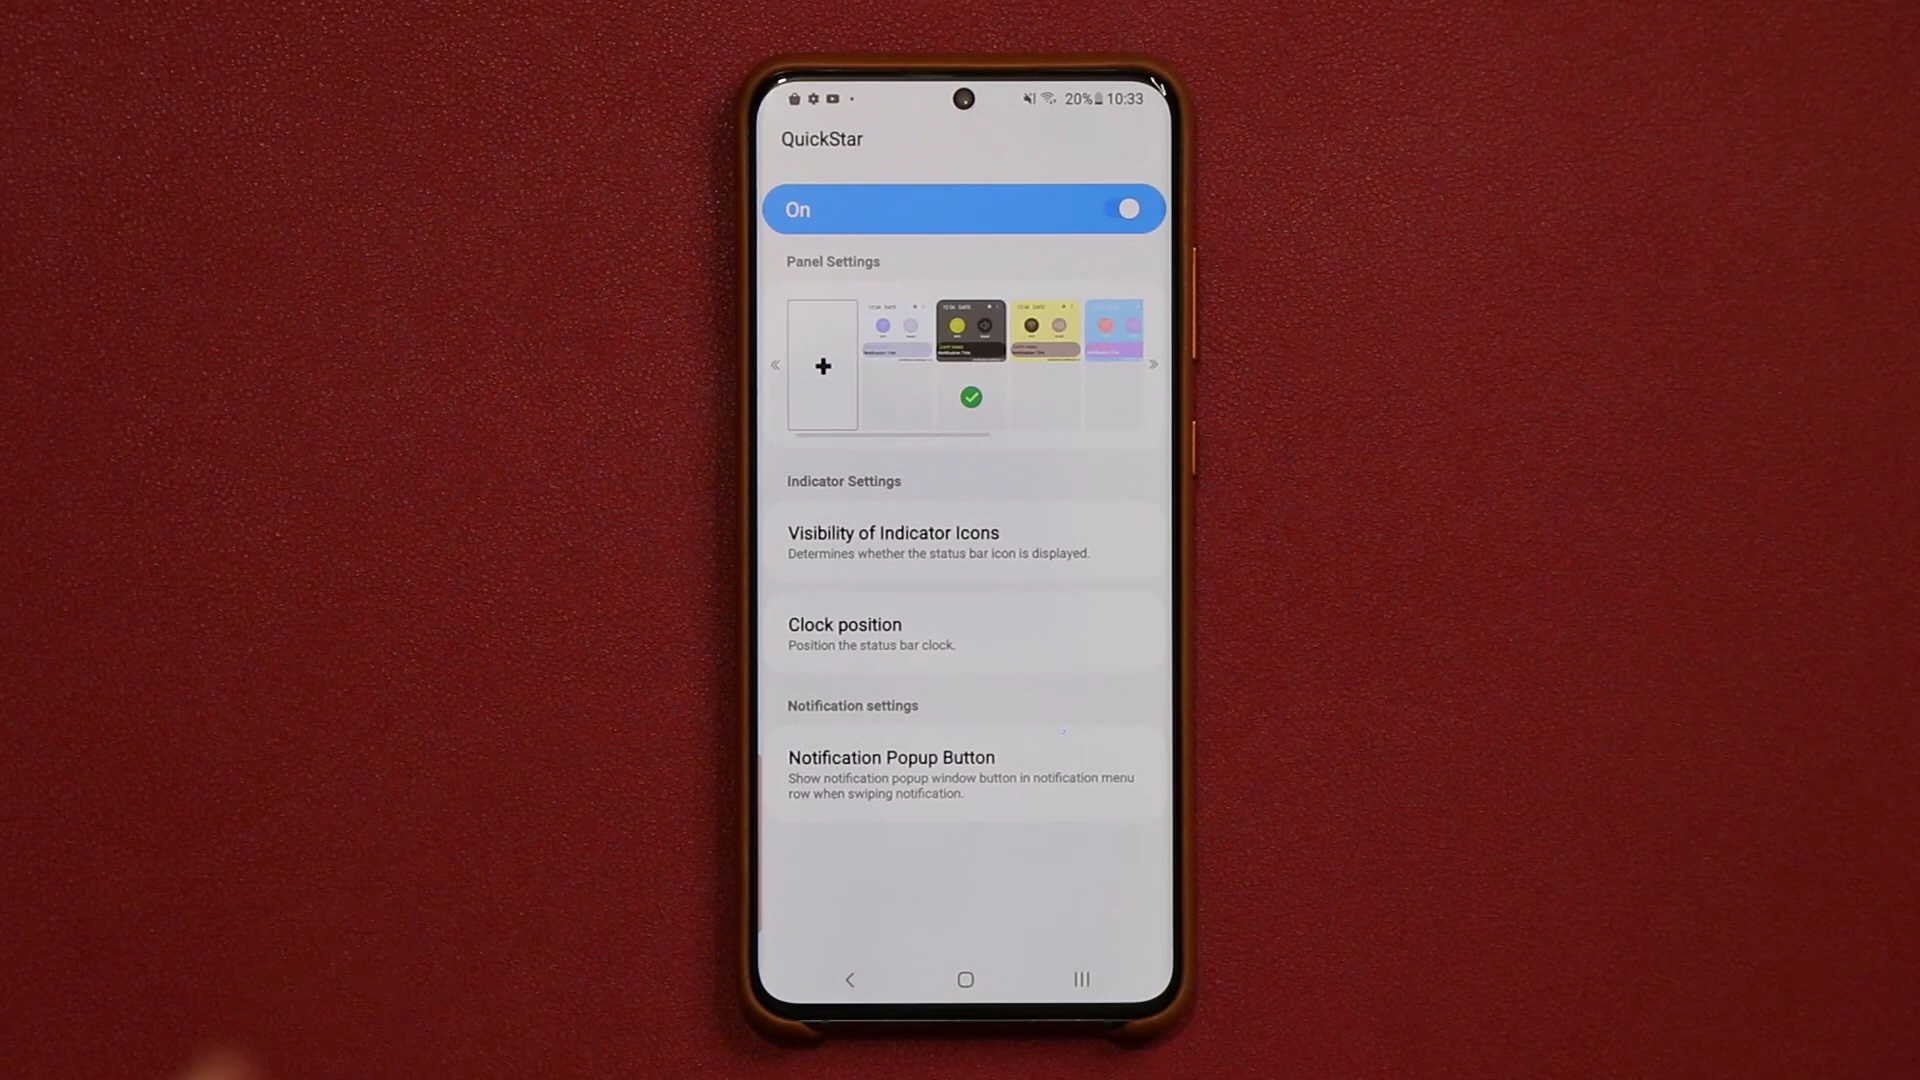 20% 10:33
QuickStar
On
Panel Settings
Indicator Settings
Visibility of Indicator Icons
Determines whether the status bar icon is displayed.
Clock position
Position the status bar clock.
Notification settings
Notification Popup Button
Show notification popup window button in notification menu
row when swiping notification.